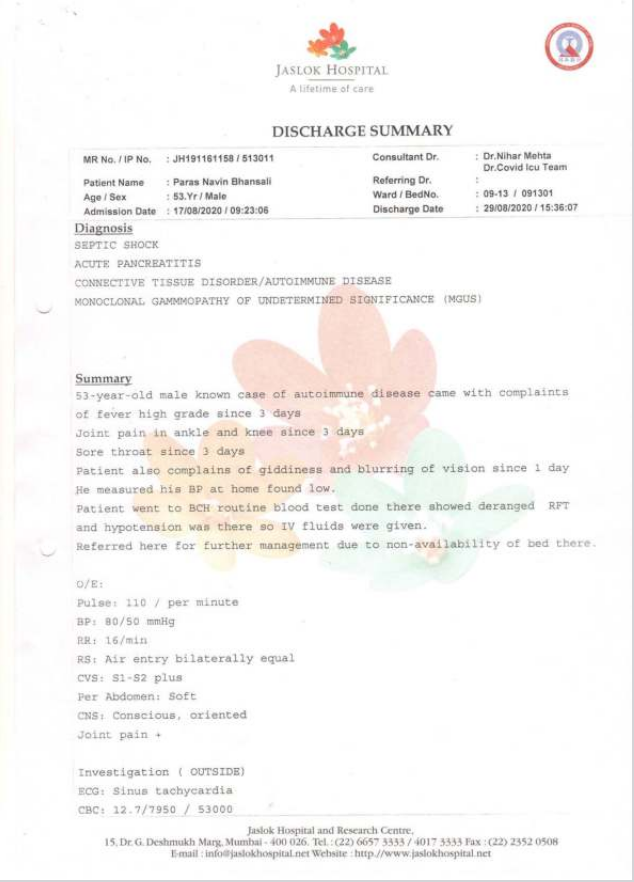 JASLOK HOSPITAL
A lifetime of care
DISCHARGE SUMMARY
MR No. / IP No. : JH191161158 / 513011 Consultant Dr. : Dr.Nihar Mehta
Dr.Covid Icu Team
Patient Name : Paras Navin Bhansali Referring Dr. :
Age / Sex : 53.Yr / Male Ward / BedNo. : 09-13 / 091301
Admission Date : 17/08/2020 / 09:23:06 Discharge Date : 29/08/2020 / 15:36:07
Diagnosis
SEPTIC SHOCK
ACUTE PANCREATITIS
CONNECTIVE TISSUE DISORDER/AUTOIMMUNE DISEASE
MONOCLONAL GAMMMOPATHY OF UNDETERMINED SIGNIFICANCE (MGUS)
Summary
53-year-old male known case of autoimmune disease came with complaints
of fever high grade since 3 days
Joint pain in ankle and knee since 3 days
Sore throat since 3 days
Patient also complains of giddiness and blurring of vision since 1 day
He measured his BP at home found low.
Patient went to BCH routine blood test done there showed deranged RFT
and hypotension was there so IV fluids were given.
Referred here for further management due to non-availability of bed there.
O/E:
Pulse: 110 / per minute
BP: 80/50 mmHg
RR: 16/min
RS: Air entry bilaterally equal
CVS: S1-S2 plus
Per Abdomen: Soft
CNS: Conscious, oriented
Joint pain +
Investigation ( OUTSIDE)
ECG: Sinus tachycardia
CBC: 12.7/7950 / 53000
Jaslok Hospital and Research Centre,
15, Dr. G. Deshmukh Marg, Mumbai - 400 026. Tel. : (22) 6657 3333 / 4017 3333 Fax : (22) 2352 0508
E-mail : info@jaslokhospital.net Website : http.//www.jaslokhospital.net